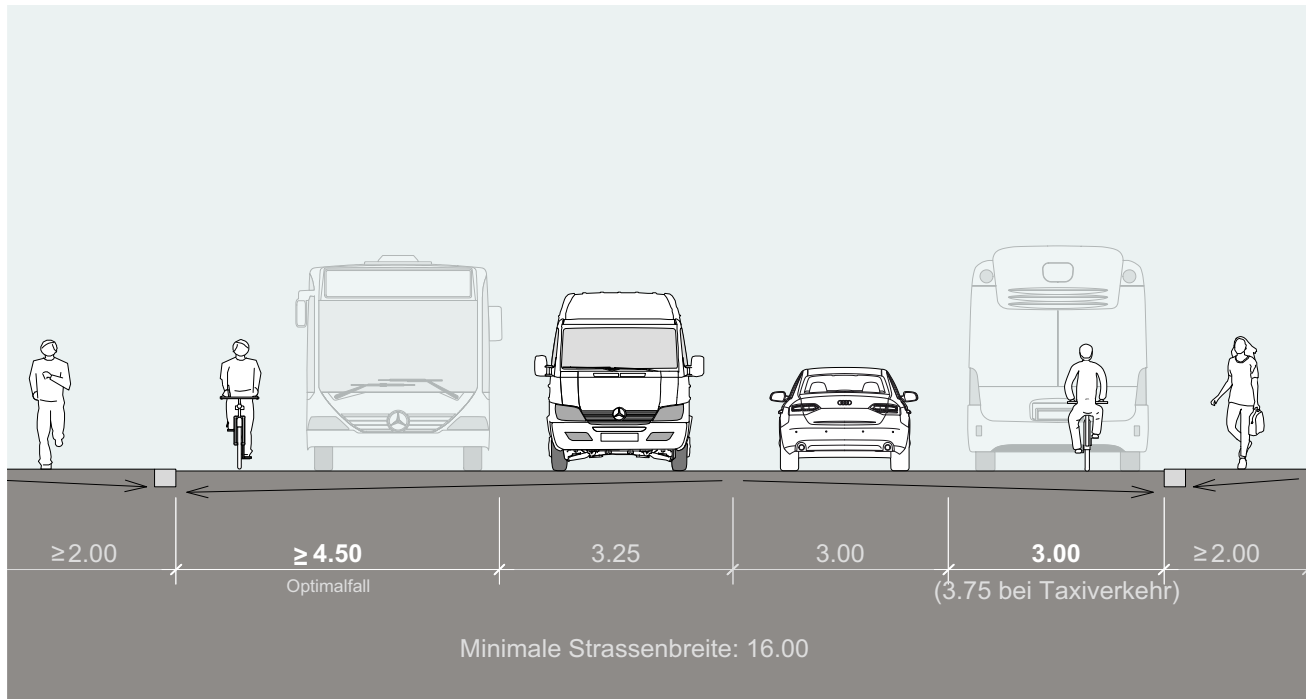 ≥2.00
≥ 4.50
3.25
3.00
3.00
≥2.00
Optimalfall
(3.75 bei Taxiverkehr)
Minimale Strassenbreite: 16.00